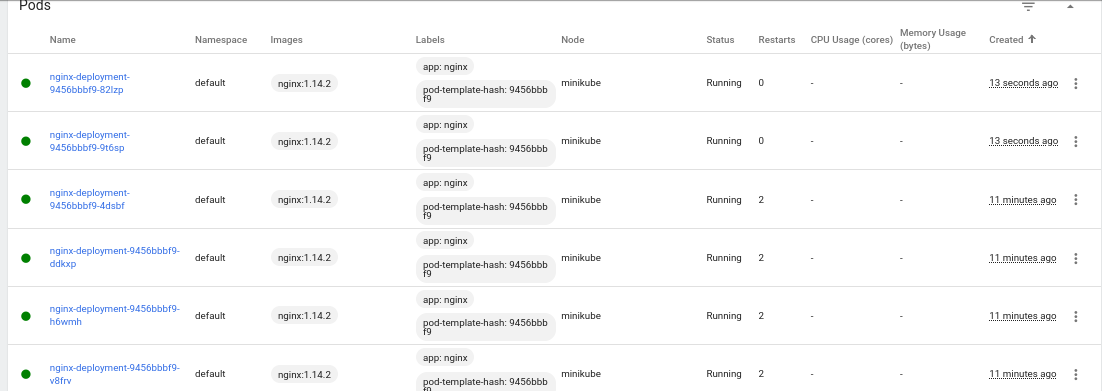 Pods
Name Namespace Images Labels Node Status Restarts CPU Usage (cores) Memory Usage (bytes) Created
nginx-deployment-9456bbbf9-82lzp default nginx:1.14.2 app: nginx pod-template-hash: 9456bbbf9 minikube Running 0 - - 13 seconds ago
nginx-deployment-9456bbbf9-9t6sp default nginx:1.14.2 app: nginx pod-template-hash: 9456bbbf9 minikube Running 0 - - 13 seconds ago
nginx-deployment-9456bbbf9-4dsbf default nginx:1.14.2 app: nginx pod-template-hash: 9456bbbf9 minikube Running 2 - - 11 minutes ago
nginx-deployment-9456bbbf9-ddkxp default nginx:1.14.2 app: nginx pod-template-hash: 9456bbbf9 minikube Running 2 - - 11 minutes ago
nginx-deployment-9456bbbf9-h6wmh default nginx:1.14.2 app: nginx pod-template-hash: 9456bbbf9 minikube Running 2 - - 11 minutes ago
nginx-deployment-9456bbbf9-v8frv default nginx:1.14.2 app: nginx pod-template-hash: 9456bbbf9 minikube Running 2 - - 11 minutes ago